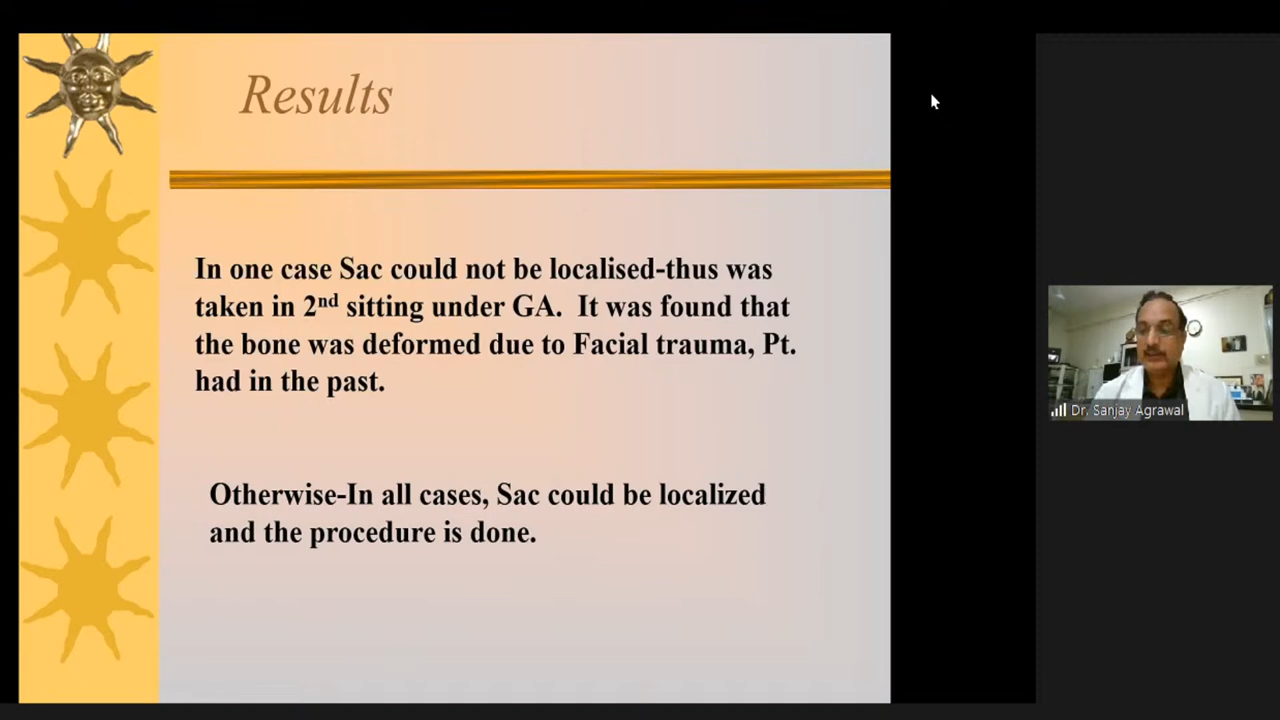 Results
In one case Sac could not be localised-thus was
taken in 2nd sitting under GA.  It was found that
the bone was deformed due to Facial trauma, Pt.
had in the past.
Otherwise-In all cases, Sac could be localized
and the procedure is done.
Dr. Sanjay Agrawal